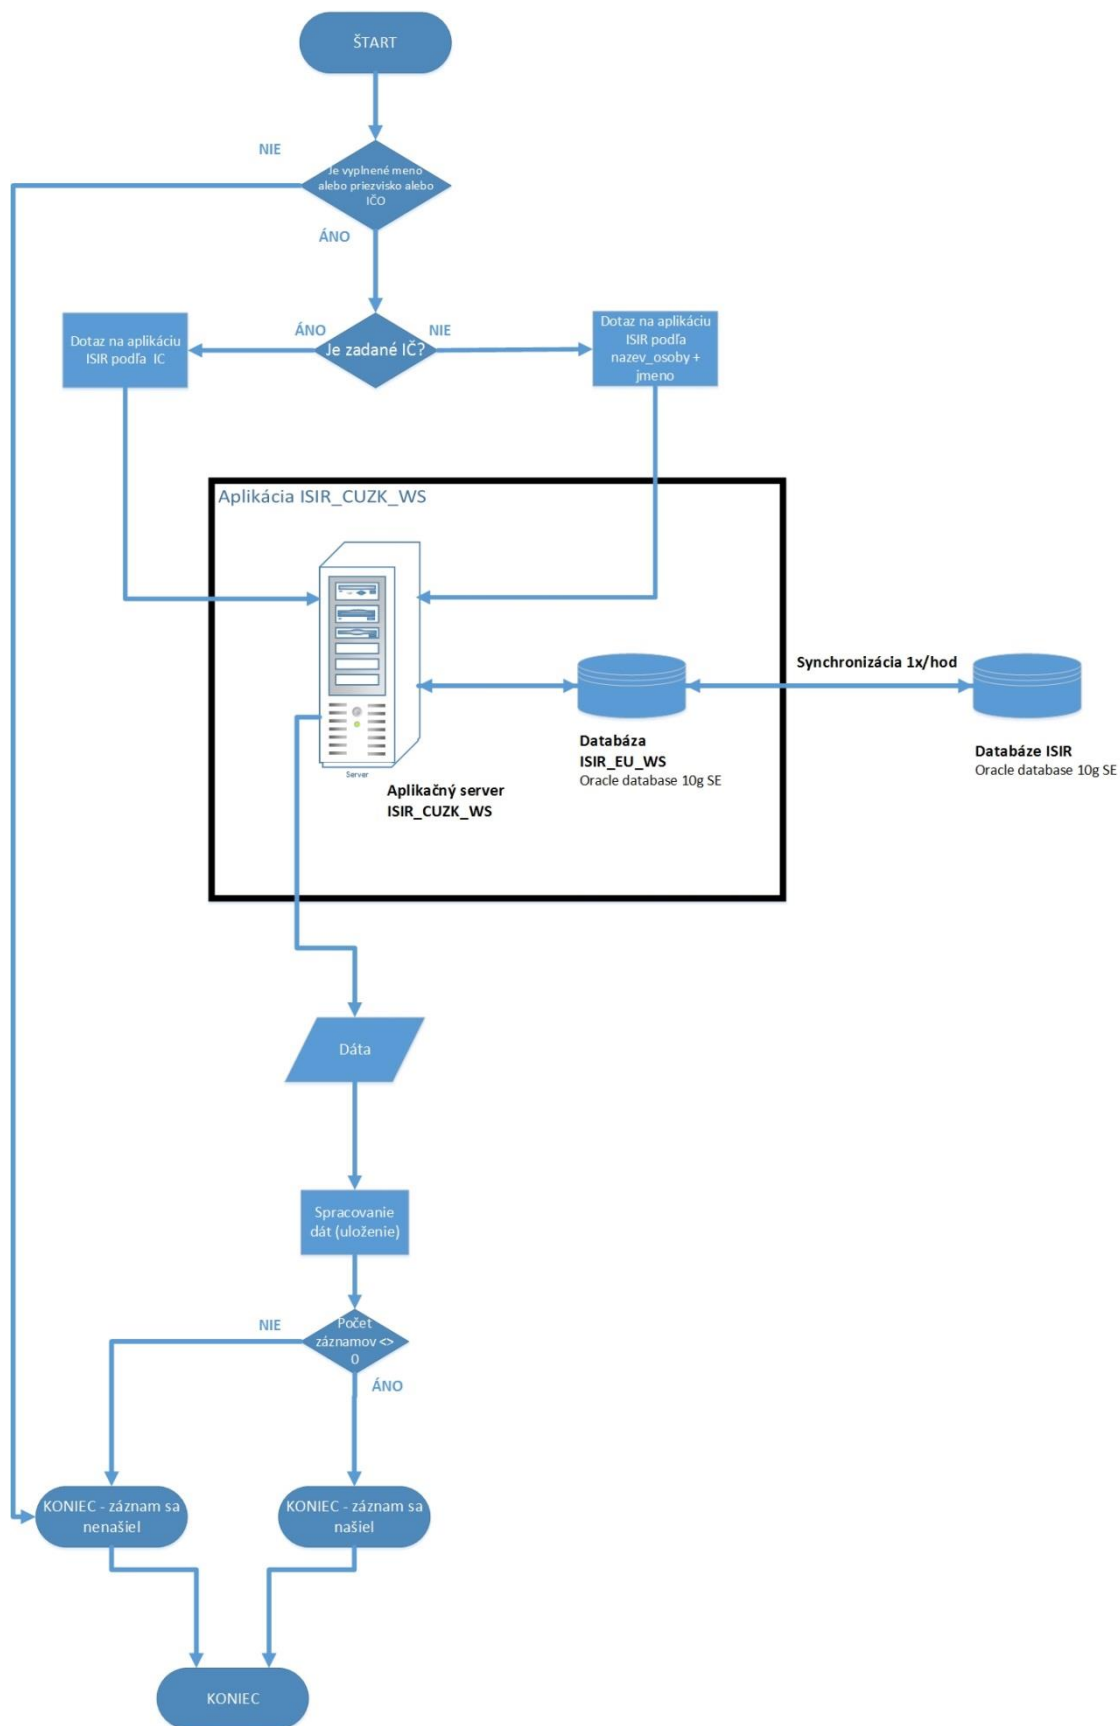 ŠTART
NIE
Je vyplnené meno
alebo priezvisko alebo
IČO
ÁNO
Dotaz na aplikáciu
ISIR podľa  IC
ÁNO
Je zadané IČ?
NIE
Dotaz na aplikáciu
ISIR podľa
nazev_osoby +
jmeno
Aplikácia ISIR_CUZK_WS
Server
Aplikačný server
ISIR_CUZK_WS
Databáza
ISIR_EU_WS
Oracle database 10g SE
Synchronizácia 1x/hod
Databáze ISIR
Oracle database 10g SE
Dáta
Spracovanie
dát (uloženie)
NIE
Počet
záznamov <>
0
ÁNO
KONIEC - záznam sa
nenašiel
KONIEC - záznam sa
našiel
KONIEC